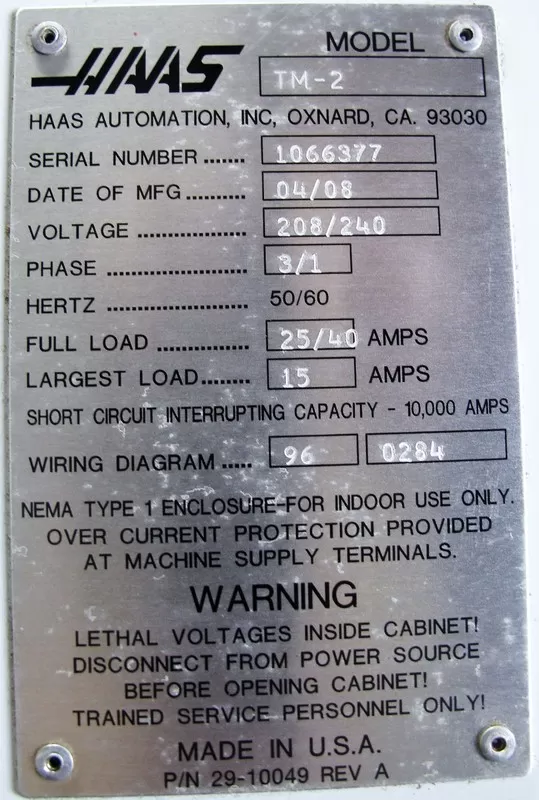 HAAS MODEL
TM-2
HAAS AUTOMATION, INC, OXNARD, CA. 93030
SERIAL NUMBER ....... 1066377
DATE OF MFG .......... 04/08
VOLTAGE ................. 208/240
PHASE ...................... 3/1
HERTZ ...................... 50/60
FULL LOAD .............. 25/40 AMPS
LARGEST LOAD........ 15 AMPS
SHORT CIRCUIT INTERRUPTING CAPACITY - 10,000 AMPS
WIRING DIAGRAM ..... 96 0284
NEMA TYPE 1 ENCLOSURE-FOR INDOOR USE ONLY.
OVER CURRENT PROTECTION PROVIDED
AT MACHINE SUPPLY TERMINALS.
WARNING
LETHAL VOLTAGES INSIDE CABINET!
DISCONNECT FROM POWER SOURCE
BEFORE OPENING CABINET!
TRAINED SERVICE PERSONNEL ONLY!
MADE IN U.S.A.
P/N 29-10049 REV A